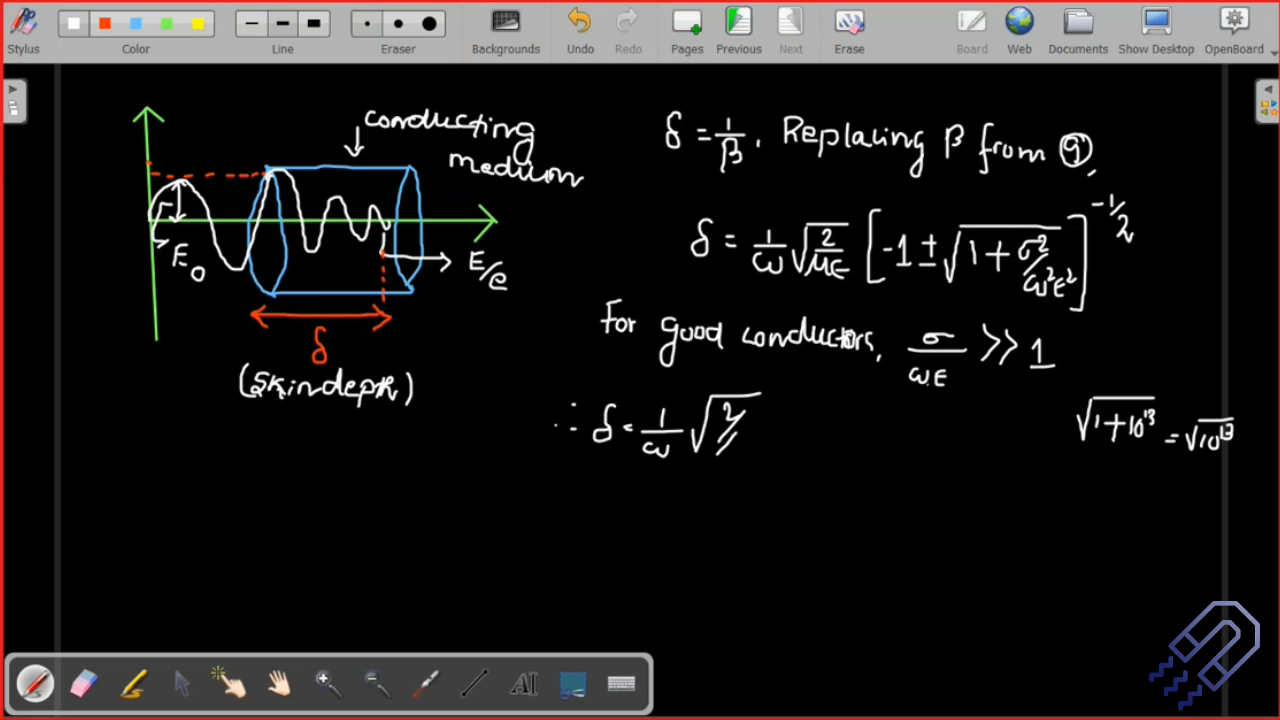 Stylus
Color
Line
Eraser
Backgrounds
Undo
Redo
Pages
Previous
Next
Erase
Board
Web
Documents
Show Desktop
OpenBoard
conducting
medium
E₀
E/e
δ
(Skindepth)
δ = 1/β. Replacing β from ⑨,
δ = 1/ω √(2/με) [-1 ± √(1 + σ²/ω²ε²)]^(-1/2)
For good conductors, σ/ωε >> 1
∴ δ = 1/ω √2
√(1+10¹³) = √10¹³
AI